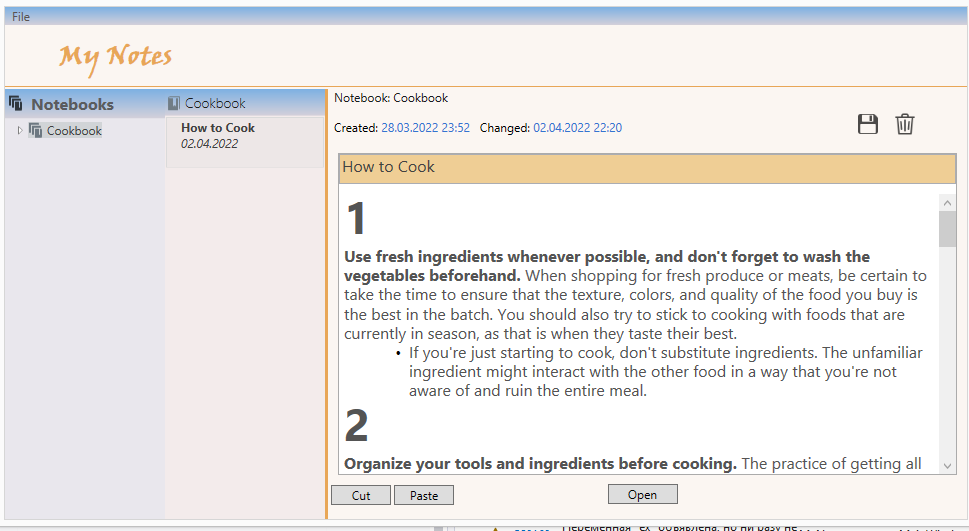 File
My Notes
Notebooks
Cookbook
Cookbook
How to Cook
02.04.2022
Notebook: Cookbook
Created: 28.03.2022 23:52 Changed: 02.04.2022 22:20
How to Cook
1
Use fresh ingredients whenever possible, and don't forget to wash the
vegetables beforehand. When shopping for fresh produce or meats, be certain to
take the time to ensure that the texture, colors, and quality of the food you buy is
the best in the batch. You should also try to stick to cooking with foods that are
currently in season, as that is when they taste their best.
• If you're just starting to cook, don't substitute ingredients. The unfamiliar
ingredient might interact with the other food in a way that you're not
aware of and ruin the entire meal.
2
Organize your tools and ingredients before cooking. The practice of getting all
Cut Paste Open